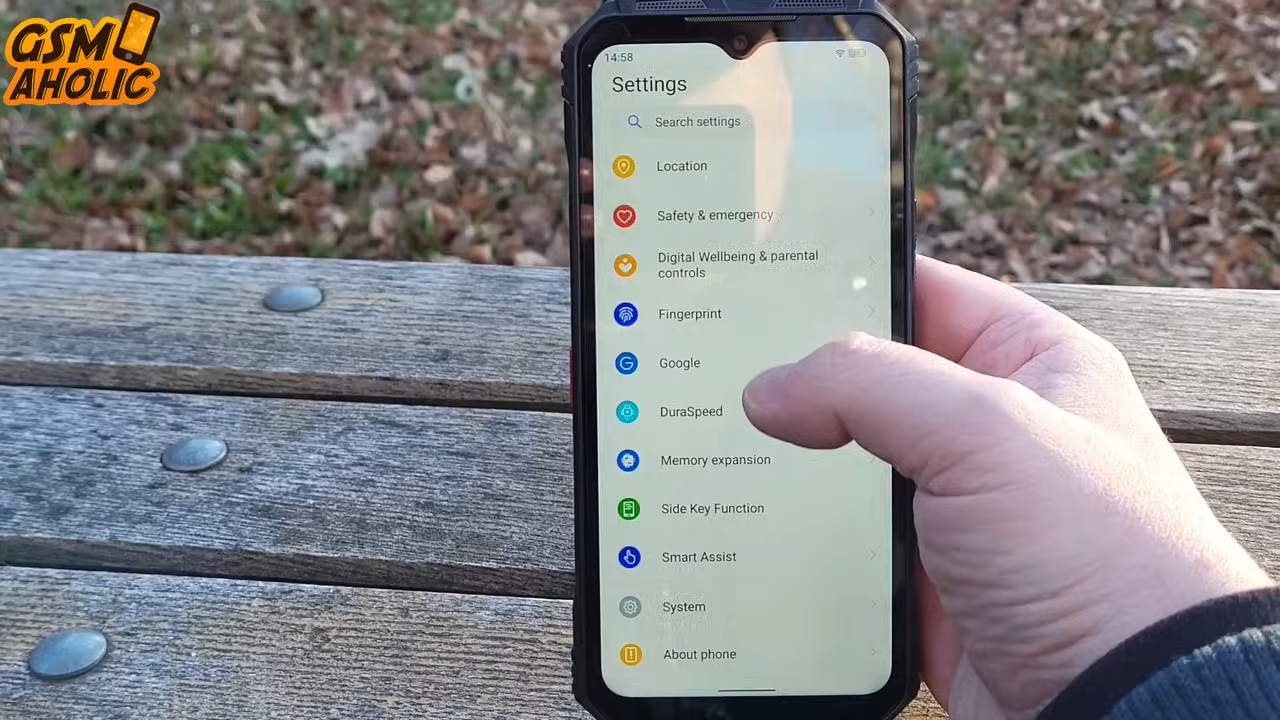 GSM
AHOLIC
14:58
Settings
Search settings
Location
Safety & emergency
Digital Wellbeing & parental
controls
Fingerprint
Google
DuraSpeed
Memory expansion
Side Key Function
Smart Assist
System
About phone